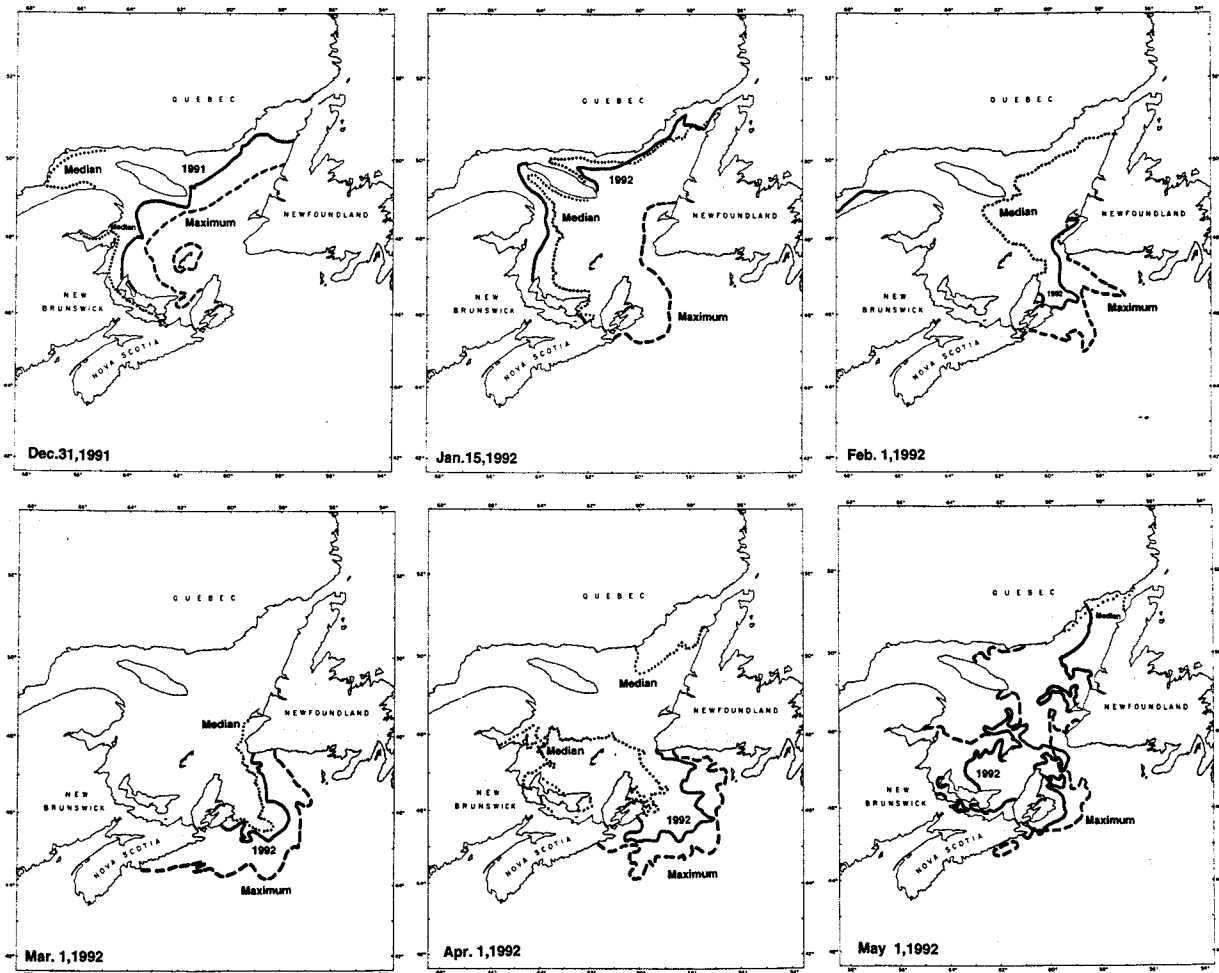 QUEBEC
Median
1991
Median
Maximum
NEWFOUNDLAND
NEW
BRUNSWICK
NOVA SCOTIA
Dec.31,1991
QUEBEC
1992
Median
NEWFOUNDLAND
NEW
BRUNSWICK
Maximum
NOVA SCOTIA
Jan.15,1992
QUEBEC
Median
NEWFOUNDLAND
1992
NEW
BRUNSWICK
Maximum
NOVA SCOTIA
Feb. 1,1992
QUEBEC
Median
NEWFOUNDLAND
NEW
BRUNSWICK
NOVA SCOTIA
1992
Maximum
Mar. 1,1992
QUEBEC
Median
NEWFOUNDLAND
Median
NEW
BRUNSWICK
1992
NOVA SCOTIA
Maximum
Apr. 1,1992
QUEBEC
Median
NEWFOUNDLAND
1992
NEW
BRUNSWICK
Maximum
NOVA SCOTIA
May 1,1992